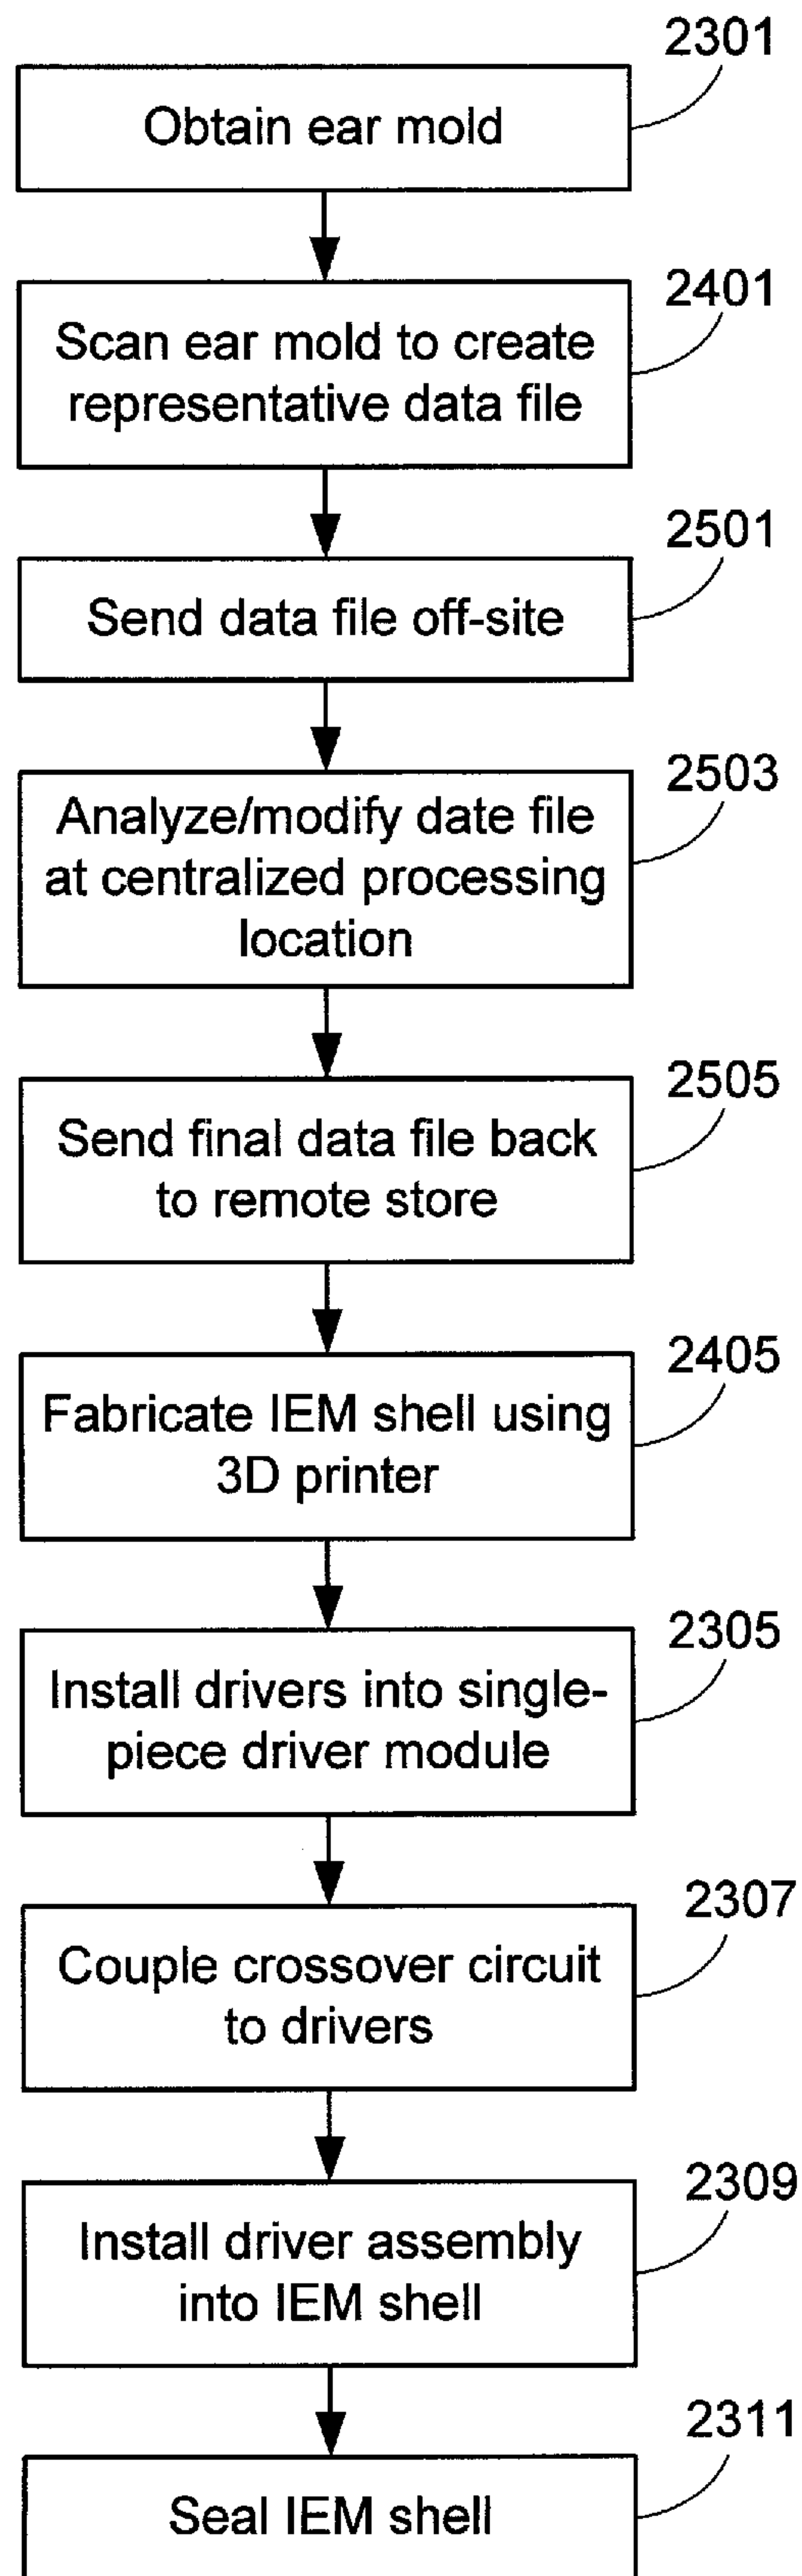 2301
Obtain ear mold
2401
Scan ear mold to create
representative data file
2501
Send data file off-site
2503
Analyze/modify date file
at centralized processing
location
2505
Send final data file back
to remote store
2405
Fabricate IEM shell using
3D printer
2305
Install drivers into single-
piece driver module
2307
Couple crossover circuit
to drivers
2309
Install driver assembly
into IEM shell
2311
Seal IEM shell